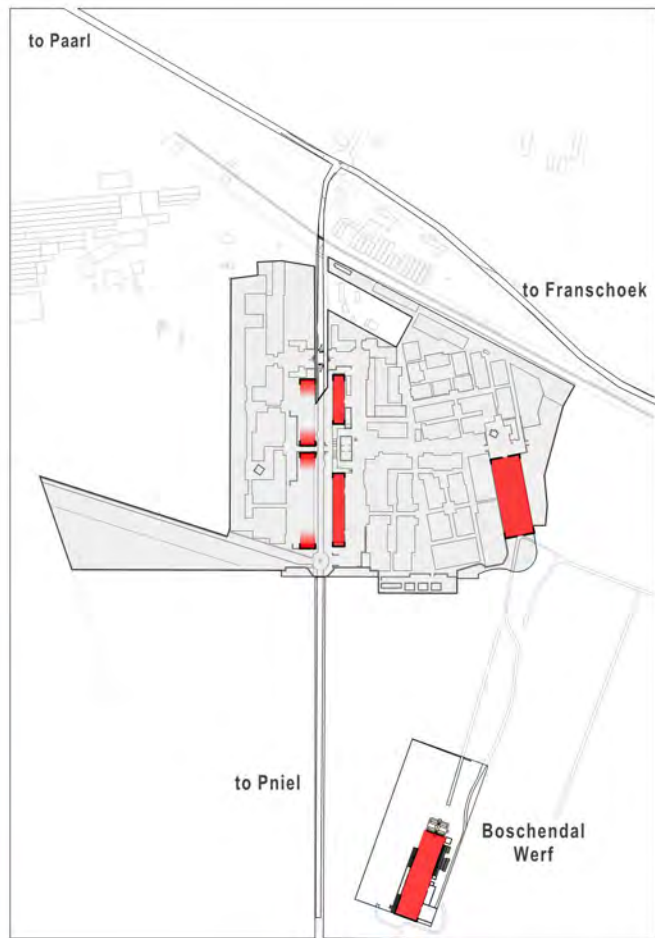 to Paarl
to Franschoek
to Pniel
Boschendal
Werf